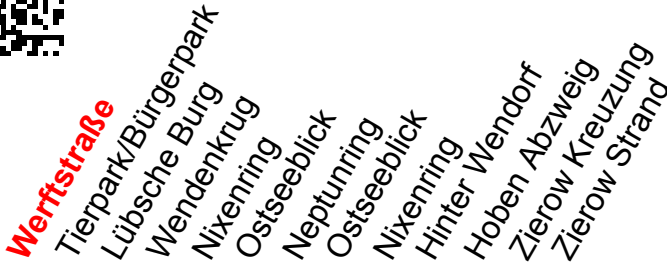 Werftstraße
Tierpark/Bürgerpark
Lübsche Burg
Wendenkrug
Nixenring
Ostseeblick
Neptunring
Ostseeblick
Nixenring
Hinter Wendorf
Hoben Abzweig
Zierow Kreuzung
Zierow Strand